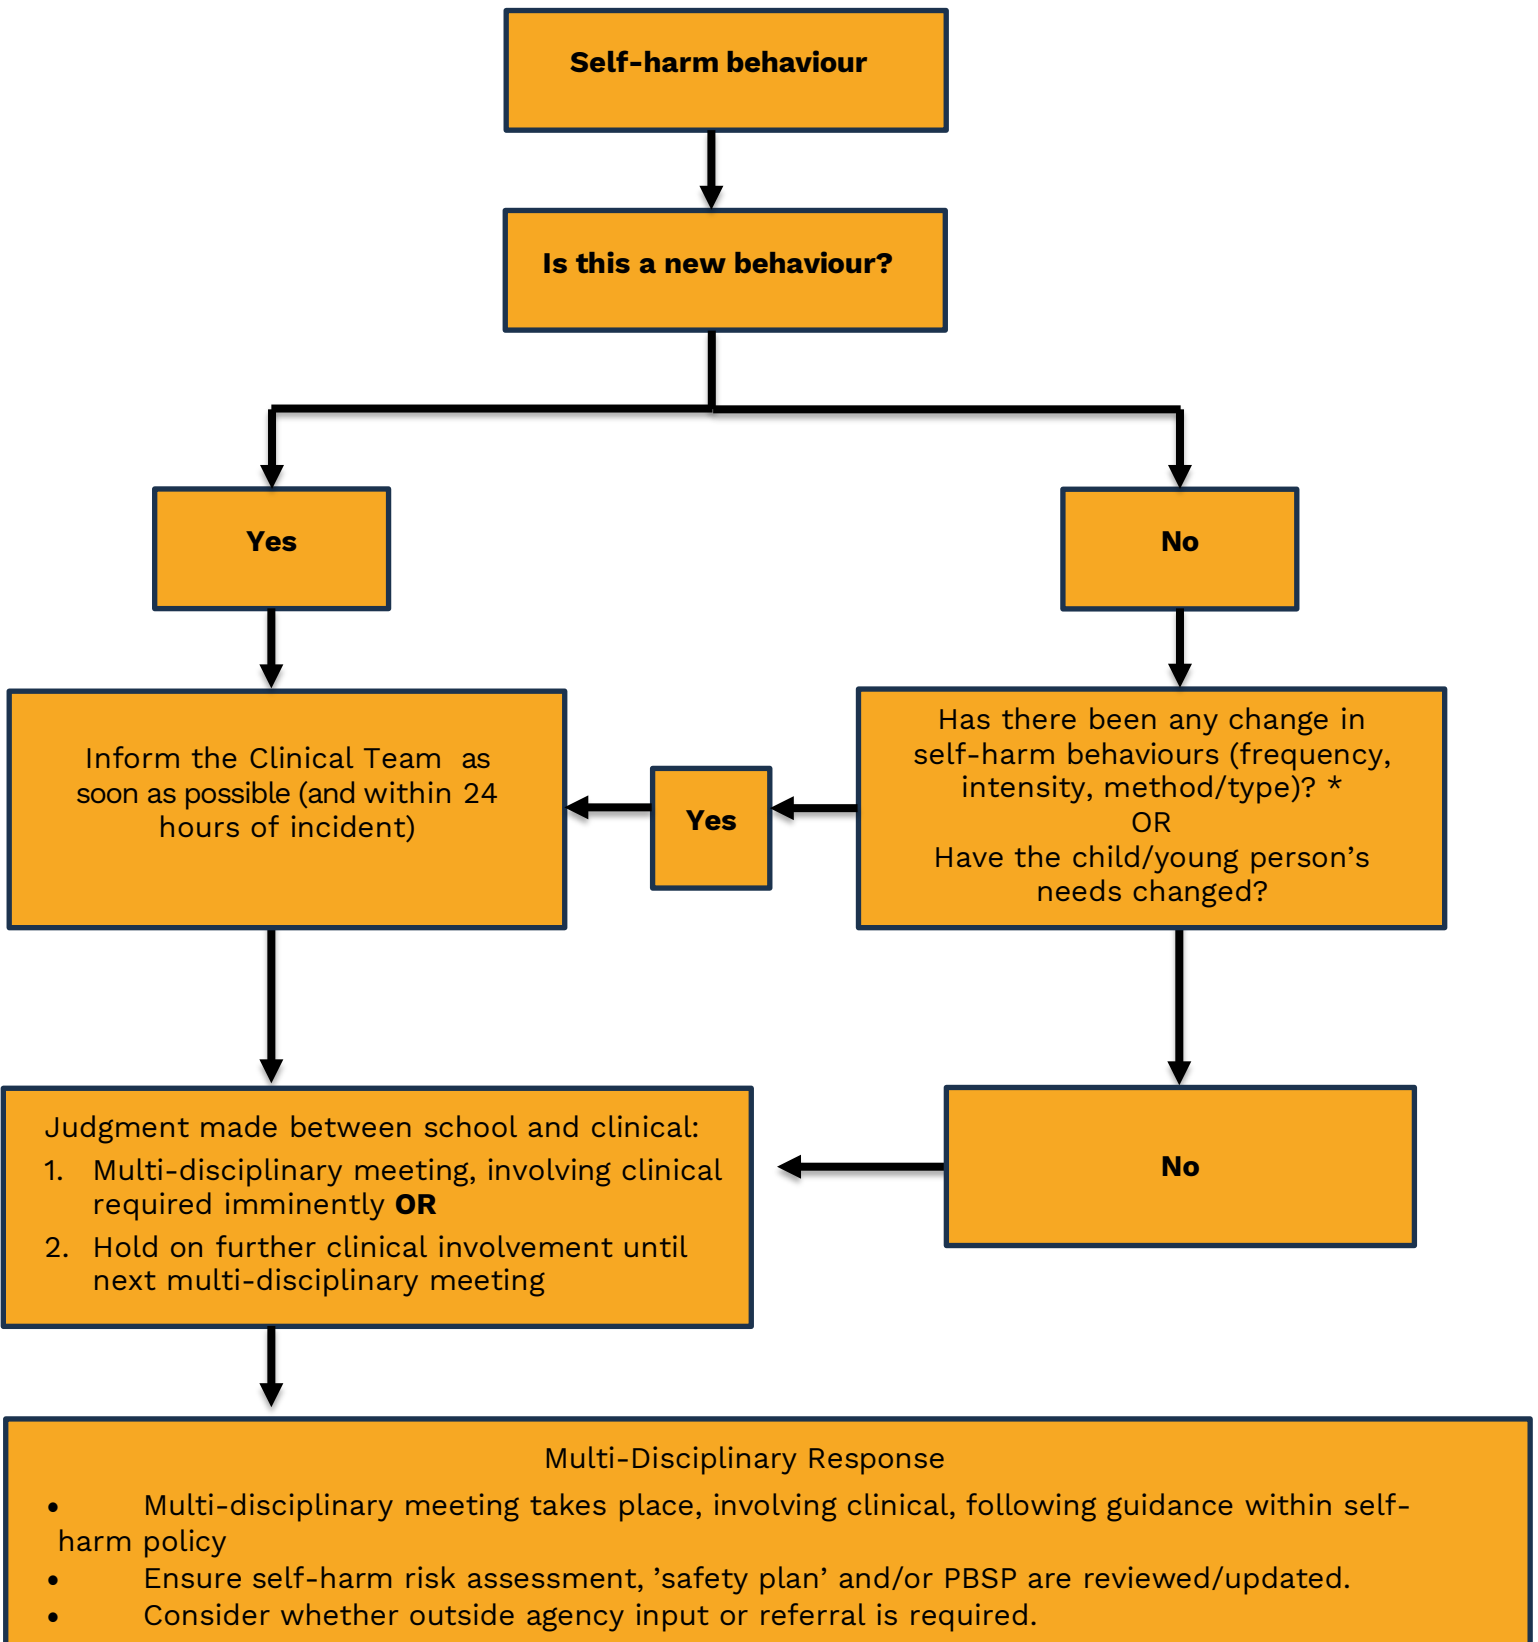 Self-harm behaviour
Is this a new behaviour?
Yes
No
Inform the Clinical Team as
soon as possible (and within 24
hours of incident)
Yes
Has there been any change in
self-harm behaviours (frequency,
intensity, method/type)? *
OR
Have the child/young person’s
needs changed?
Judgment made between school and clinical:
1. Multi-disciplinary meeting, involving clinical
required imminently OR
2. Hold on further clinical involvement until
next multi-disciplinary meeting
No
Multi-Disciplinary Response
• Multi-disciplinary meeting takes place, involving clinical, following guidance within self-
harm policy
• Ensure self-harm risk assessment, ’safety plan’ and/or PBSP are reviewed/updated.
• Consider whether outside agency input or referral is required.